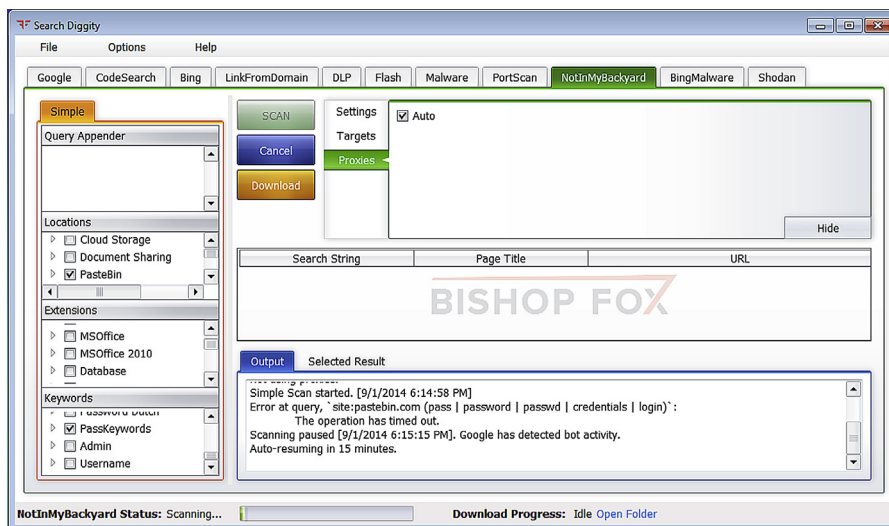 Search Diggity
File Options Help
Google CodeSearch Bing LinkFromDomain DLP Flash Malware PortScan NotInMyBackyard BingMalware Shodan
Simple
Query Appender
Locations
Cloud Storage
Document Sharing
PasteBin
Extensions
MSOffice
MSOffice 2010
Database
Keywords
Password Dutch
PassKeywords
Admin
Username
SCAN
Cancel
Download
Settings
Targets
Proxies
Auto
Hide
Search String Page Title URL
BISHOP FOX
Output Selected Result
Not using proxies.
Simple Scan started. [9/1/2014 6:14:58 PM]
Error at query, `site:pastebin.com (pass | password | passwd | credentials | login)`:
The operation has timed out.
Scanning paused [9/1/2014 6:15:15 PM]. Google has detected bot activity.
Auto-resuming in 15 minutes.
NotInMyBackyard Status: Scanning... Download Progress: Idle Open Folder